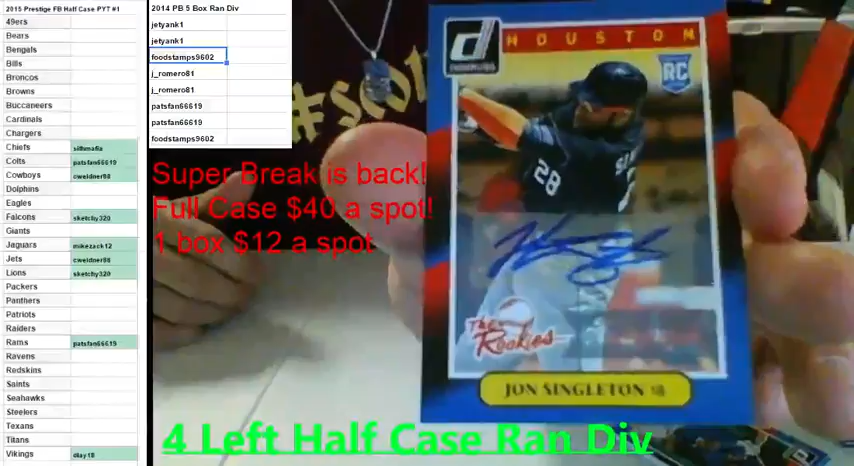 2015 Prestige FB Half Case PYT #1
49ers
Bears
Bengals
Bills
Broncos
Browns
Buccaneers
Cardinals
Chargers
Chiefs
Colts patsfan66619
Cowboys cweidner98
Dolphins
Eagles
Falcons sketchy320
Giants
Jaguars mikezack12
Jets cweidner98
Lions sketchy320
Packers
Panthers
Patriots
Raiders
Rams patsfan66619
Ravens
Redskins
Saints
Seahawks
Steelers
Texans
Titans
Vikings
2014 PB 5 Box Ran Div
jetyank1
jetyank1
foodstamps9602
j_romero81
j_romero81
patsfan66619
patsfan66619
foodstamps9602
Super Break is back!
Full Case $40 a spot!
1 box $12 a spot
4 Left Half Case Ran Div
HOUSTON
d
RC
28
The Rookies
JON SINGLETON